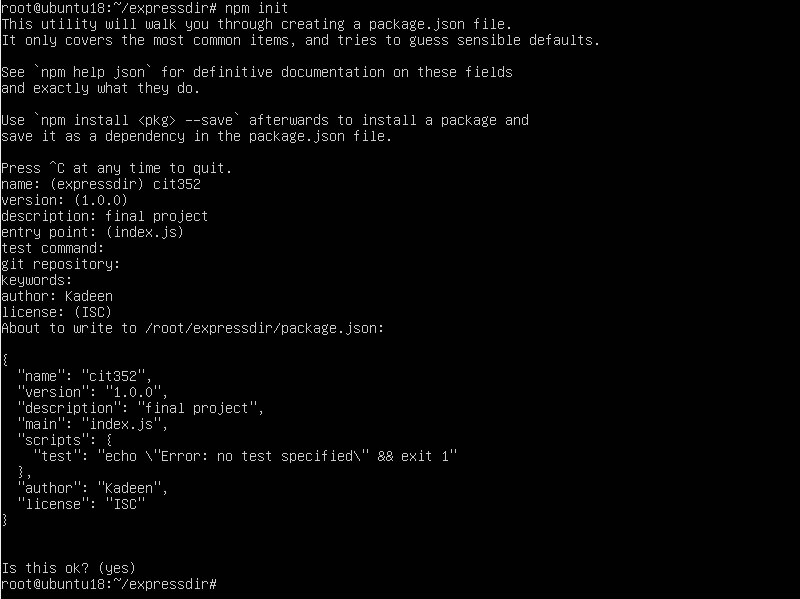 root@ubuntu18:~/expressdir# npm init
This utility will walk you through creating a package.json file.
It only covers the most common items, and tries to guess sensible defaults.
See `npm help json` for definitive documentation on these fields
and exactly what they do.
Use `npm install <pkg> --save` afterwards to install a package and
save it as a dependency in the package.json file.
Press ^C at any time to quit.
name: (expressdir) cit352
version: (1.0.0)
description: final project
entry point: (index.js)
test command:
git repository:
keywords:
author: Kadeen
license: (ISC)
About to write to /root/expressdir/package.json:
{
  "name": "cit352",
  "version": "1.0.0",
  "description": "final project",
  "main": "index.js",
  "scripts": {
    "test": "echo \"Error: no test specified\" && exit 1"
  },
  "author": "Kadeen",
  "license": "ISC"
}
Is this ok? (yes)
root@ubuntu18:~/expressdir#